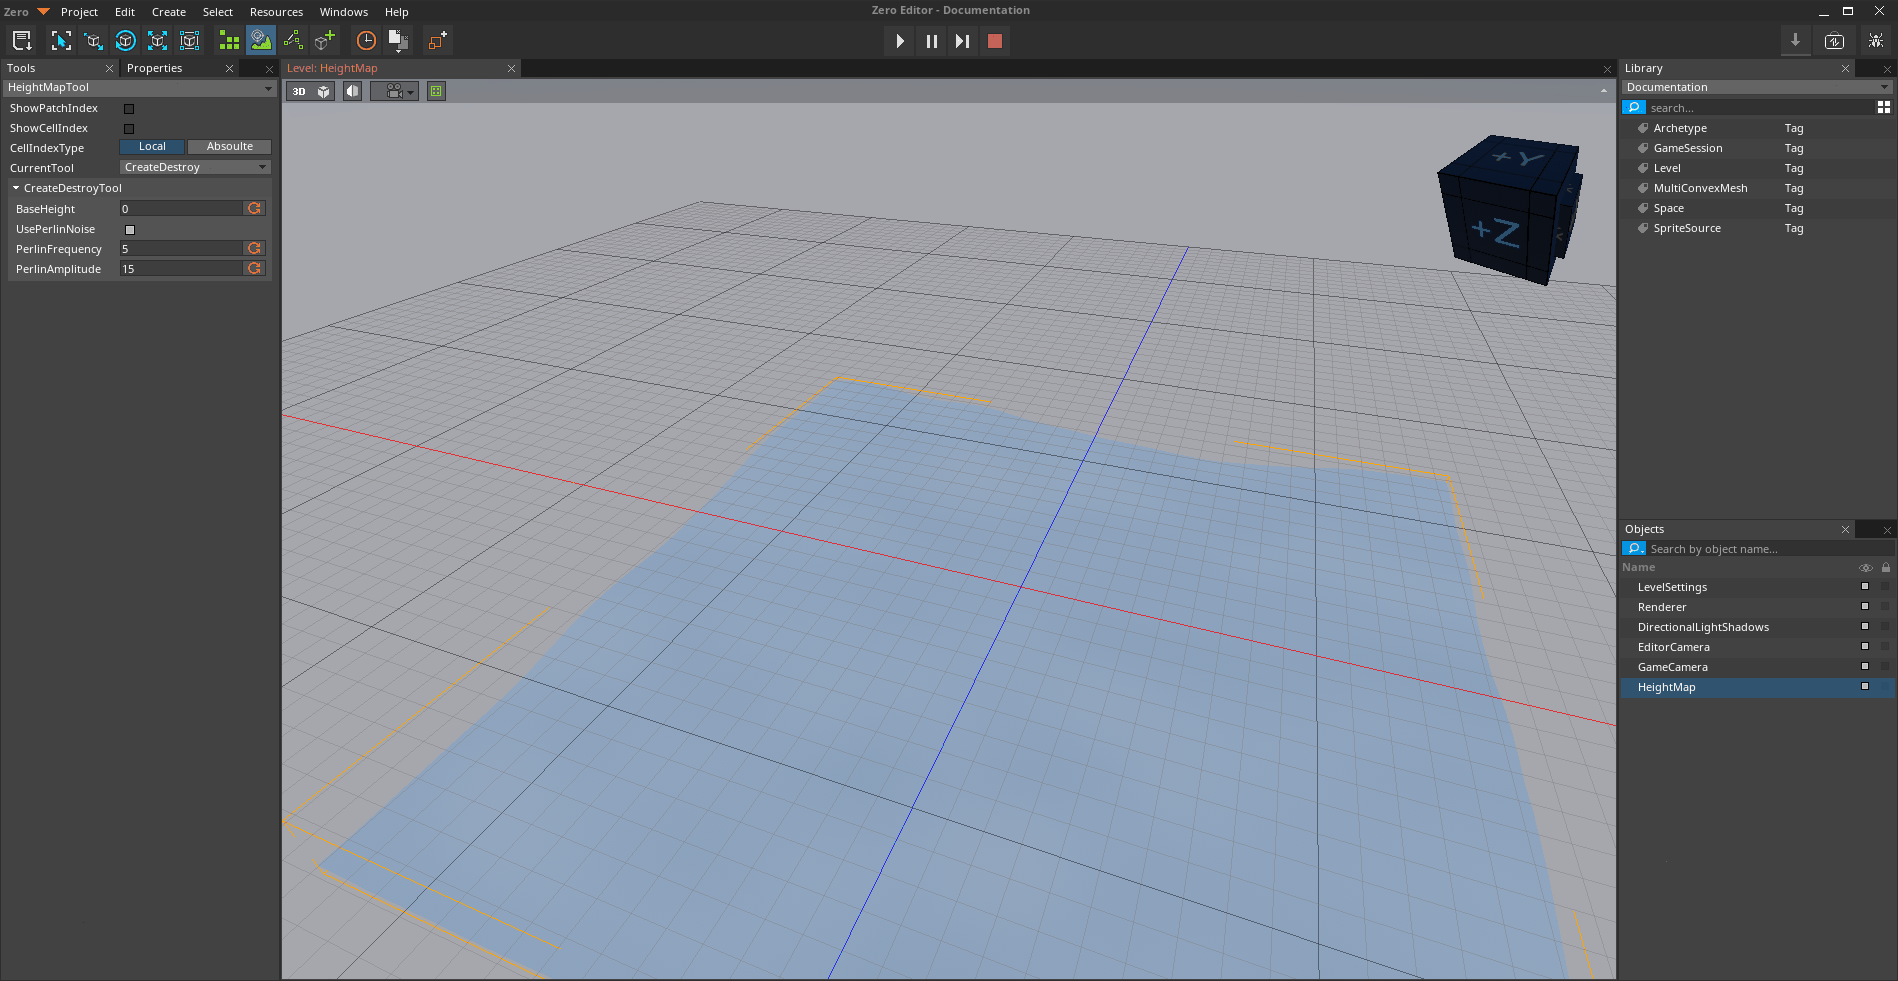 Zero Project Edit Create Select Resources Windows Help
Zero Editor - Documentation
Tools Properties
HeightMapTool
ShowPatchIndex
ShowCellIndex
CellIndexType Local Absoulte
CurrentTool CreateDestroy
CreateDestroyTool
BaseHeight 0
UsePerlinNoise
PerlinFrequency 5
PerlinAmplitude 15
Level: HeightMap
3D
+Y
+Z
Library
Documentation
search...
Archetype Tag
GameSession Tag
Level Tag
MultiConvexMesh Tag
Space Tag
SpriteSource Tag
Objects
Search by object name...
Name
LevelSettings
Renderer
DirectionalLightShadows
EditorCamera
GameCamera
HeightMap